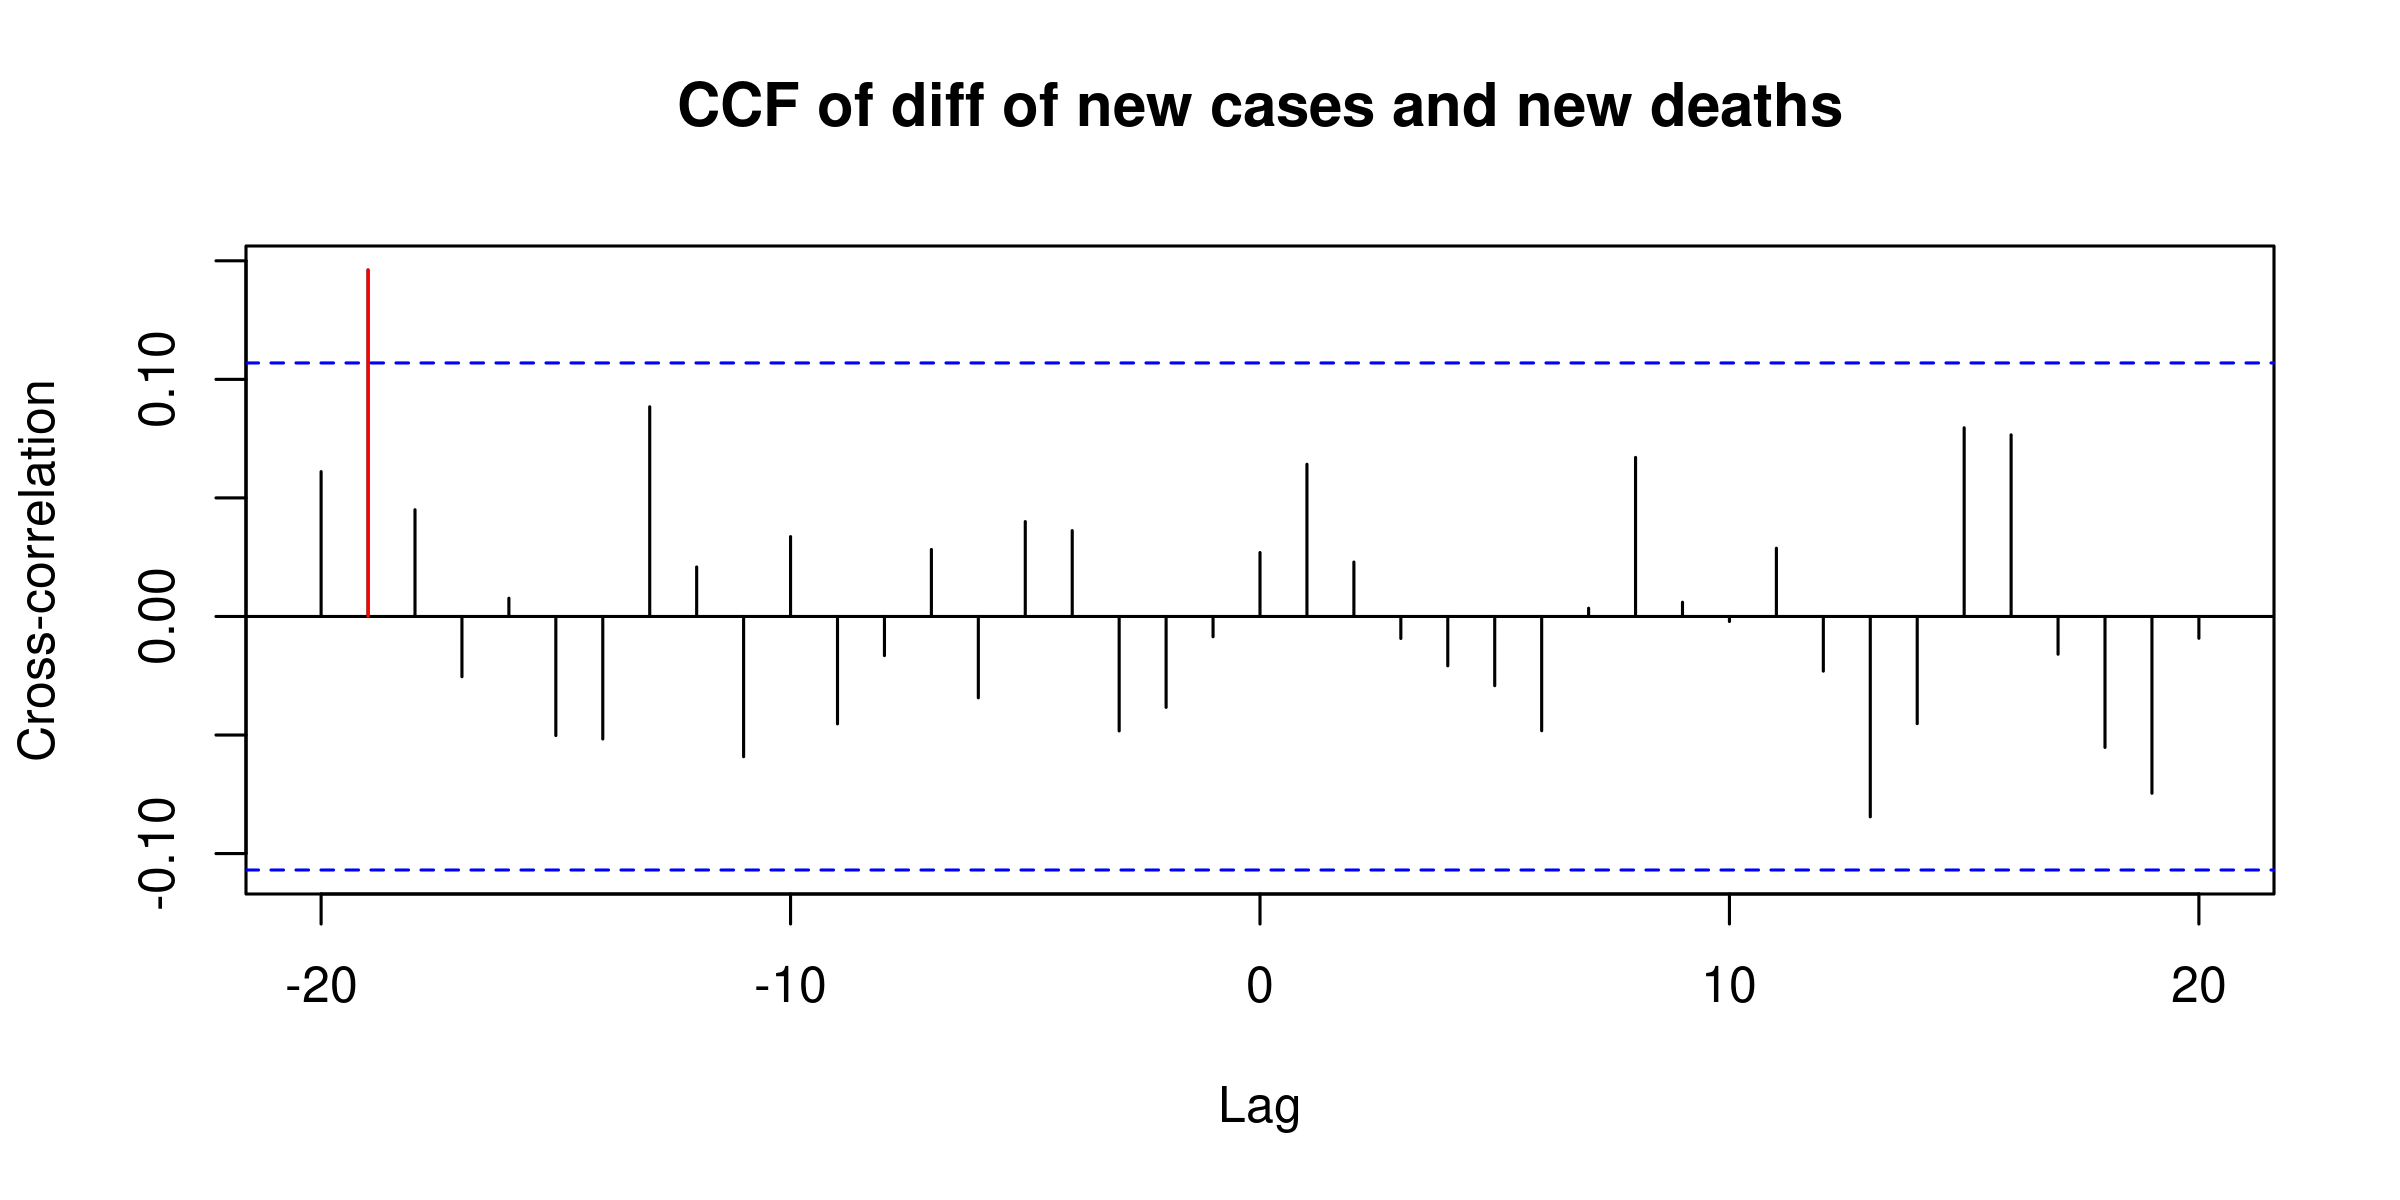 CCF of diff of new cases and new deaths
Cross-correlation
0.10
0.00
-0.10
-20 -10 0 10 20
Lag